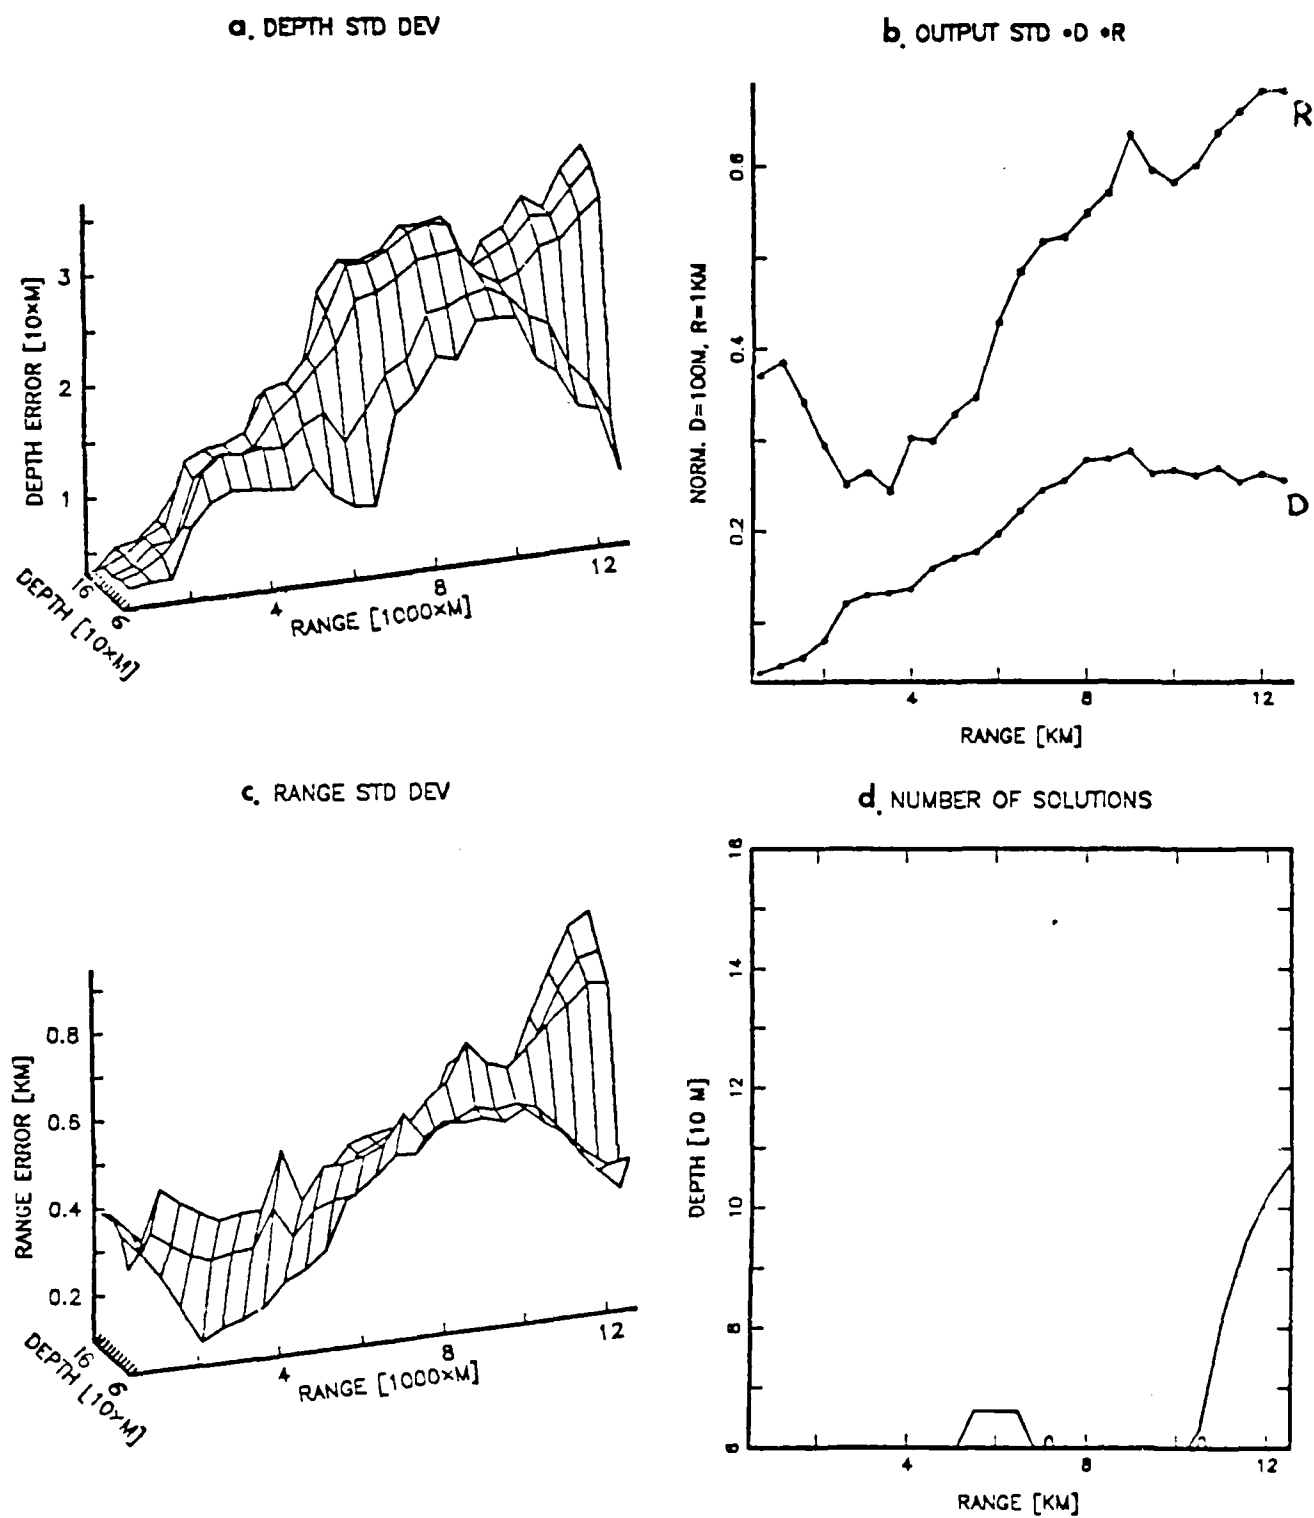 a. DEPTH STD DEV
DEPTH ERROR [10×M]
3
2
1
16
6
DEPTH [10×M]
4
8
12
RANGE [1000×M]
b. OUTPUT STD •D •R
NORM. D=100M, R=1KM
0.6
0.4
0.2
R
D
4
8
12
RANGE [KM]
c. RANGE STD DEV
RANGE ERROR [KM]
0.8
0.6
0.4
0.2
16
6
DEPTH [10×M]
4
8
12
RANGE [1000×M]
d. NUMBER OF SOLUTIONS
DEPTH [10 M]
16
14
12
10
8
6
4
8
12
RANGE [KM]